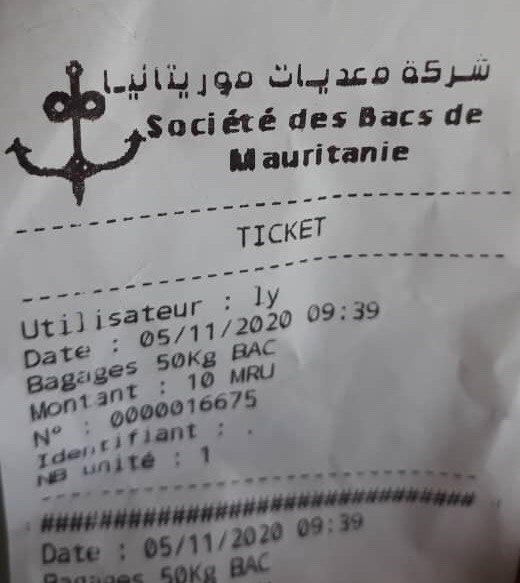 شركة معديات موريتانيا
Société des Bacs de
Mauritanie
TICKET
Utilisateur : ly
Date : 05/11/2020 09:39
Bagages 50Kg BAC
Montant : 10 MRU
N° : 0000016675
Identifiant : .
NB unité : 1
################################
Date : 05/11/2020 09:39
Bagages 50Kg BAC